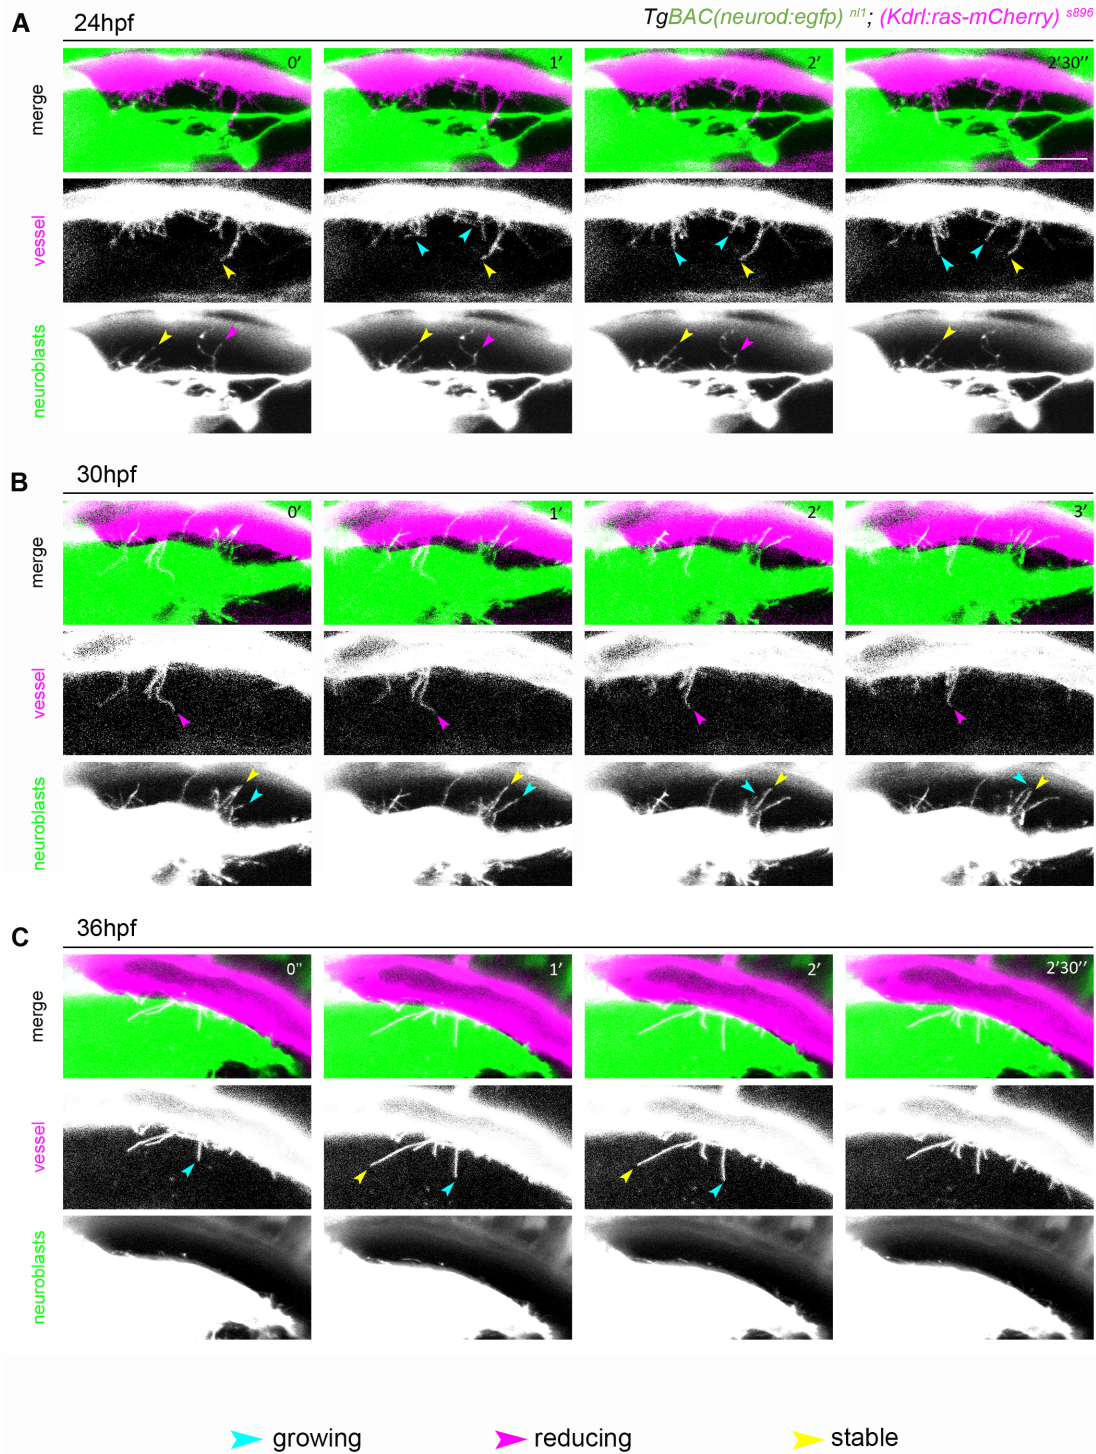 TgBAC(neurod:egfp) nl1; (Kdrl:ras-mCherry) s896
A
24hpf
merge
0′
1′
2′
2′30′′
vessel
neuroblasts
B
30hpf
merge
0′
1′
2′
3′
vessel
neuroblasts
C
36hpf
merge
0′′
1′
2′
2′30′′
vessel
neuroblasts
growing
reducing
stable